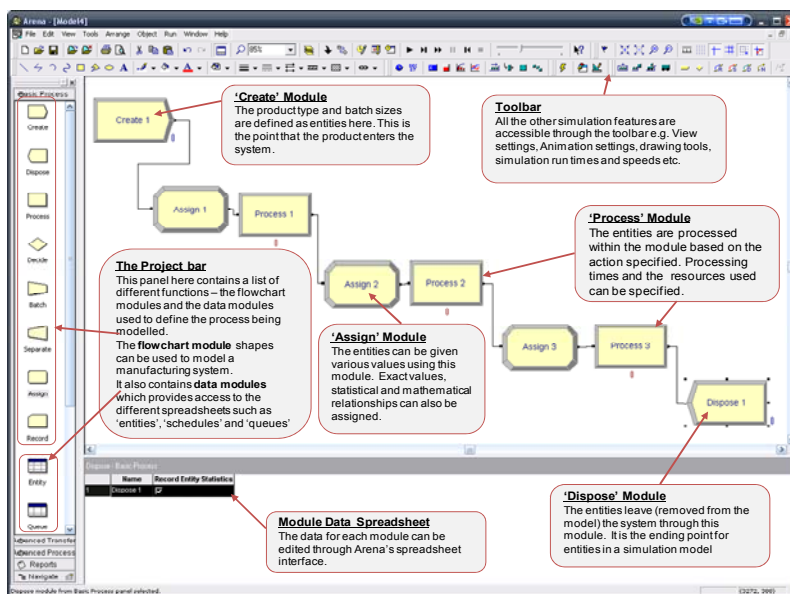 Arena - [Model4]
File Edit View Tools Arrange Object Run Window Help
85%
Basic Process
Create
Dispose
Process
Decide
Batch
Separate
Assign
Record
Entity
Queue
Advanced Transfer
Advanced Process
Reports
Navigate
Create 1
0
'Create' Module
The product type and batch sizes
are defined as entities here. This is
the point that the product enters the
system.
Toolbar
All the other simulation features are
accessible through the toolbar e.g. View
settings, Animation settings, drawing tools,
simulation run times and speeds etc.
Assign 1
Process 1
0
'Process' Module
The entities are processed
within the module based on the
action specified. Processing
times and the resources used
can be specified.
The Project bar
This panel here contains a list of
different functions – the flowchart
modules and the data modules
used to define the process being
modelled.
The flowchart module shapes
can be used to model a
manufacturing system.
It also contains data modules
which provides access to the
different spreadsheets such as
'entities', 'schedules' and 'queues'
Assign 2
Process 2
0
'Assign' Module
The entities can be given
various values using this
module. Exact values,
statistical and mathematical
relationships can also be
assigned.
Assign 3
Process 3
0
Dispose 1
0
Dispose - Basic Process
Name Record Entity Statistics
1 Dispose 1
Module Data Spreadsheet
The data for each module can be
edited through Arena's spreadsheet
interface.
'Dispose' Module
The entities leave (removed from the
model) the system through this
module. It is the ending point for
entities in a simulation model
Dispose module from Basic Process panel selected.